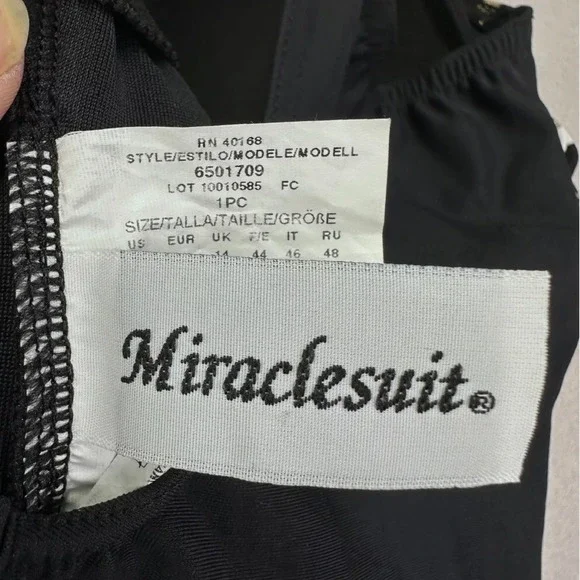 RN 40168
STYLE/ESTILO/MODELE/MODELL
6501709
LOT 10010585 FC
1PC
SIZE/TALLA/TAILLE/GRÖßE
US EUR UK F/E IT RU
14 44 46 48
Miraclesuit®